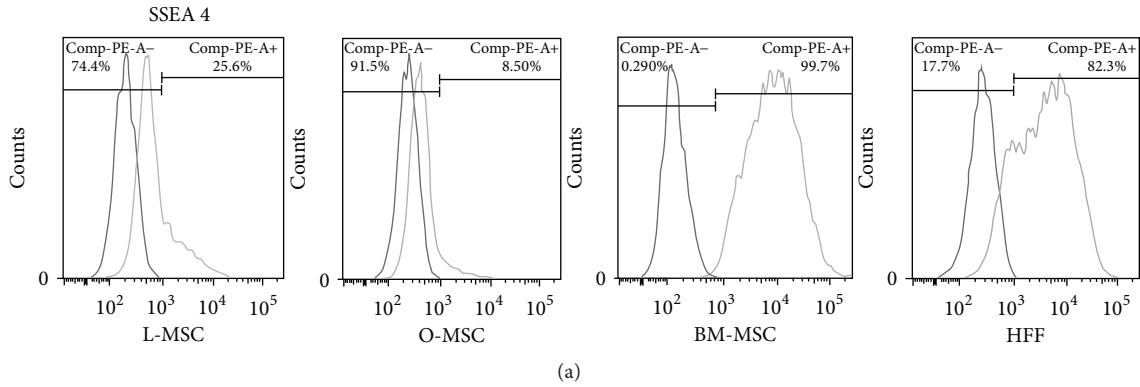 SSEA 4
Comp-PE-A− Comp-PE-A+
74.4% 25.6%
Counts
0
10² 10³ 10⁴ 10⁵
L-MSC
Comp-PE-A− Comp-PE-A+
91.5% 8.50%
Counts
0
10² 10³ 10⁴ 10⁵
O-MSC
Comp-PE-A− Comp-PE-A+
0.290% 99.7%
Counts
0
10² 10³ 10⁴ 10⁵
BM-MSC
Comp-PE-A− Comp-PE-A+
17.7% 82.3%
Counts
0
10² 10³ 10⁴ 10⁵
HFF
(a)